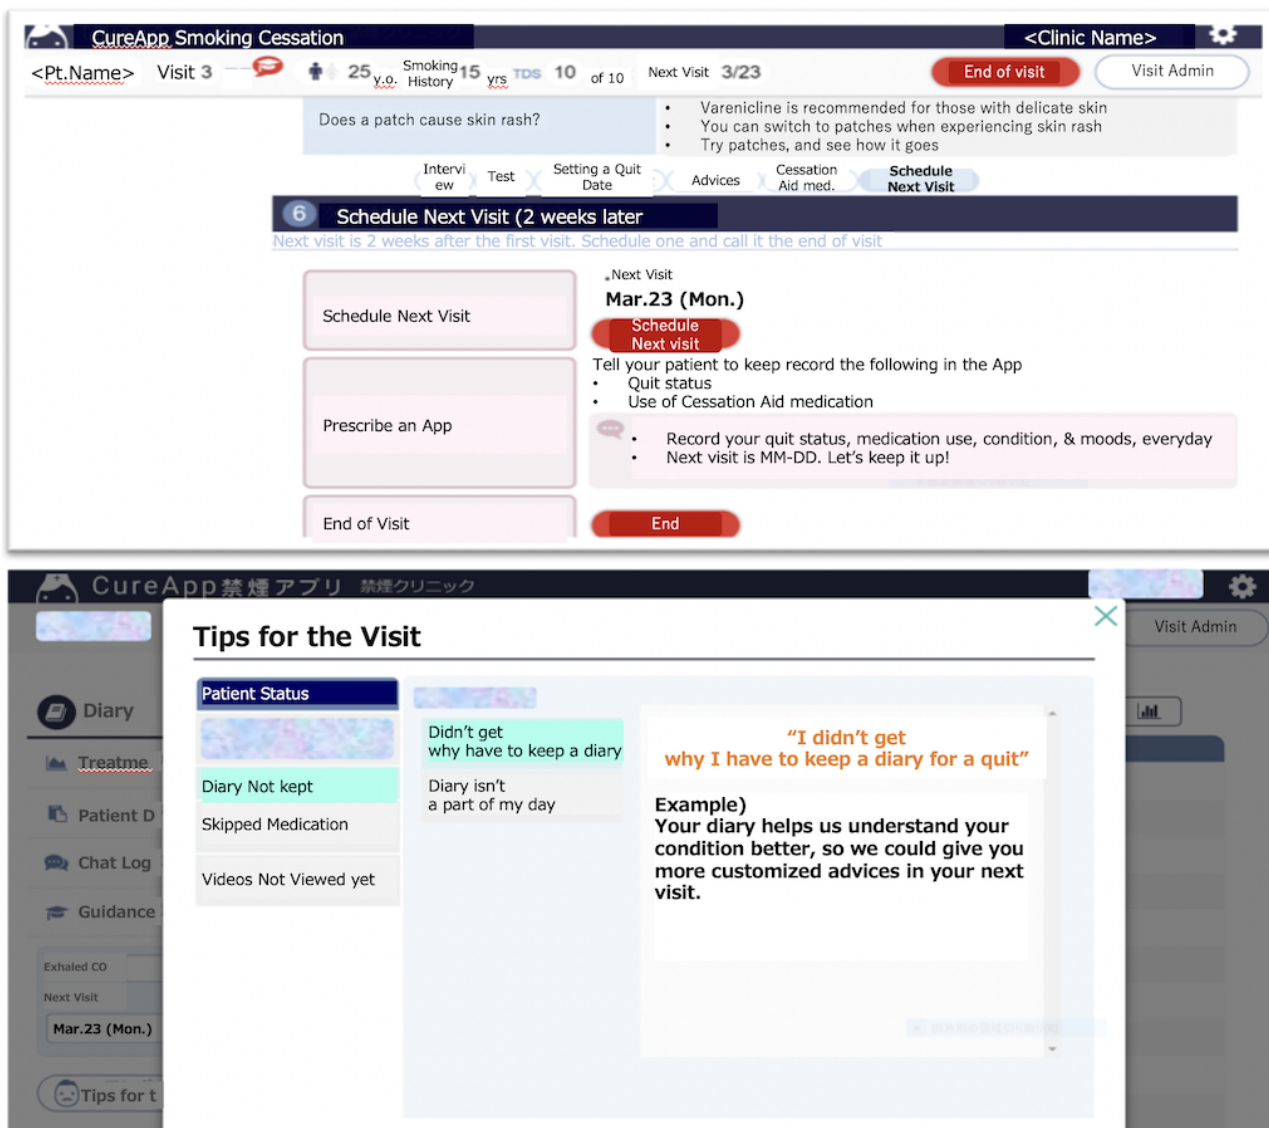 CureApp Smoking Cessation
<Clinic Name>
<Pt.Name>
Visit 3
25 y.o.
Smoking History 15 yrs
TDS 10 of 10
Next Visit 3/23
End of visit
Visit Admin
Does a patch cause skin rash?
• Varenicline is recommended for those with delicate skin
• You can switch to patches when experiencing skin rash
• Try patches, and see how it goes
Intervi
ew
Test
Setting a Quit
Date
Advices
Cessation
Aid med.
Schedule
Next Visit
6 Schedule Next Visit (2 weeks later
Next visit is 2 weeks after the first visit. Schedule one and call it the end of visit
Schedule Next Visit
Next Visit
Mar.23 (Mon.)
Schedule
Next visit
Prescribe an App
Tell your patient to keep record the following in the App
• Quit status
• Use of Cessation Aid medication
• Record your quit status, medication use, condition, & moods, everyday
• Next visit is MM-DD. Let's keep it up!
End of Visit
End
CureApp禁煙アプリ 禁煙クリニック
Visit Admin
Diary
Treatme
Patient D
Chat Log
Guidance
Exhaled CO
Next Visit
Mar.23 (Mon.)
Tips for t
Tips for the Visit
Patient Status
Diary Not kept
Skipped Medication
Videos Not Viewed yet
Didn't get
why have to keep a diary
Diary isn't
a part of my day
“I didn't get
why I have to keep a diary for a quit”
Example)
Your diary helps us understand your
condition better, so we could give you
more customized advices in your next
visit.